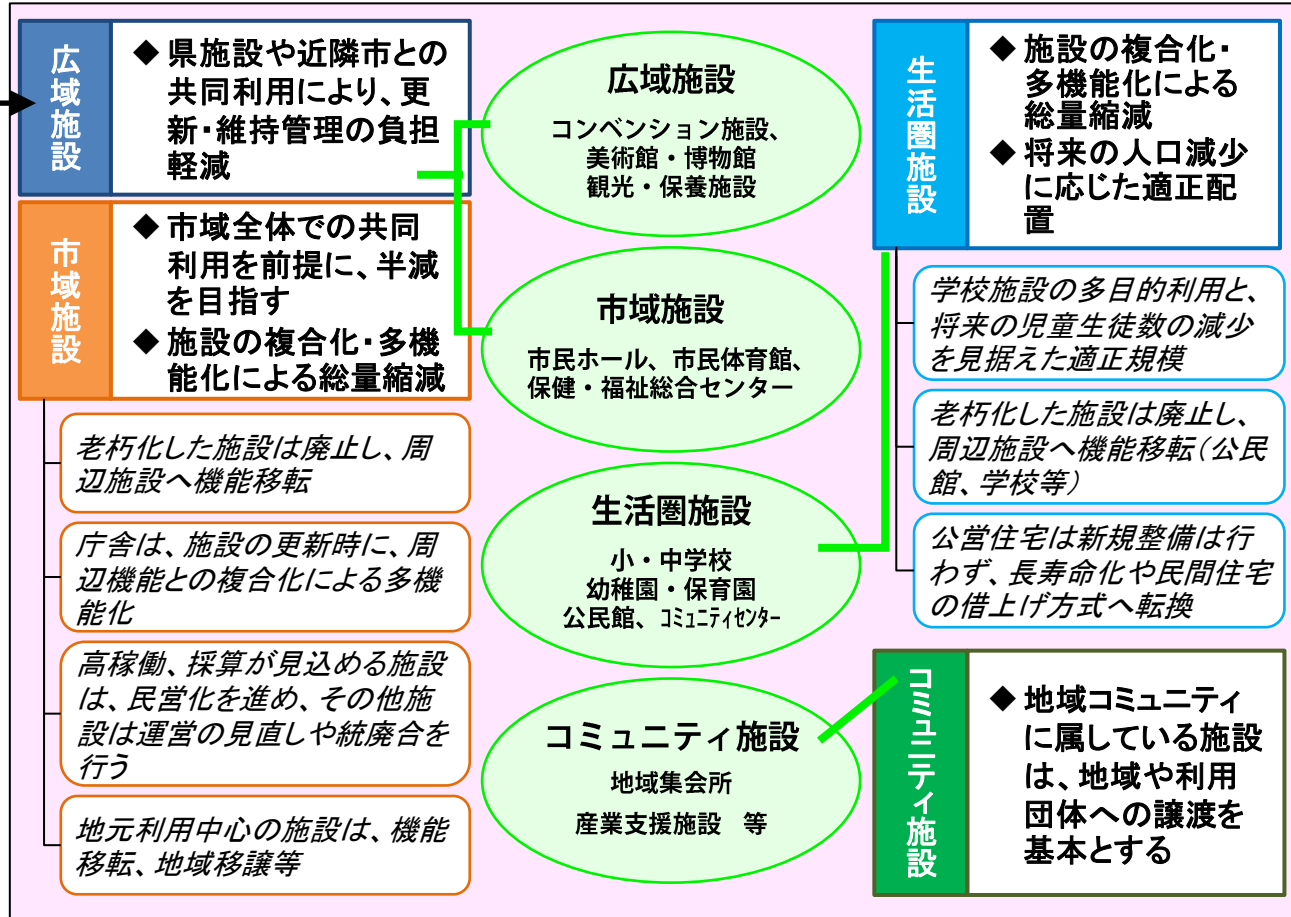 広域施設
◆ 県施設や近隣市との
共同利用により、更
新・維持管理の負担
軽減
市域施設
◆ 市域全体での共同
利用を前提に、半減
を目指す
◆ 施設の複合化・多機
能化による総量縮減
老朽化した施設は廃止し、周
辺施設へ機能移転
庁舎は、施設の更新時に、周
辺機能との複合化による多機
能化
高稼働、採算が見込める施設
は、民営化を進め、その他施
設は運営の見直しや統廃合を
行う
地元利用中心の施設は、機能
移転、地域移譲等
広域施設
コンベンション施設、
美術館・博物館
観光・保養施設
市域施設
市民ホール、市民体育館、
保健・福祉総合センター
生活圏施設
小・中学校
幼稚園・保育園
公民館、ｺﾐｭﾆﾃｨｾﾝﾀｰ
コミュニティ施設
地域集会所
産業支援施設　等
生活圏施設
◆ 施設の複合化・
多機能化による
総量縮減
◆ 将来の人口減少
に応じた適正配
置
学校施設の多目的利用と、
将来の児童生徒数の減少
を見据えた適正規模
老朽化した施設は廃止し、
周辺施設へ機能移転（公民
館、学校等）
公営住宅は新規整備は行
わず、長寿命化や民間住宅
の借上げ方式へ転換
コミュニティ施設
◆ 地域コミュニティ
に属している施設
は、地域や利用
団体への譲渡を
基本とする